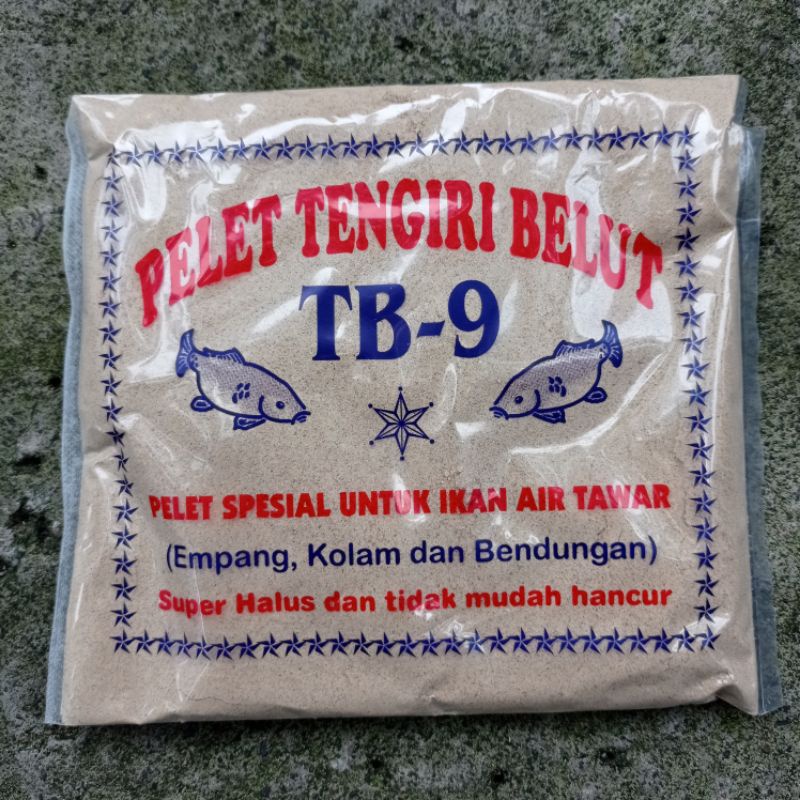 PELET TENGIRI BELUT
TB-9
PELET SPESIAL UNTUK IKAN AIR TAWAR
(Empang, Kolam dan Bendungan)
Super Halus dan tidak mudah hancur